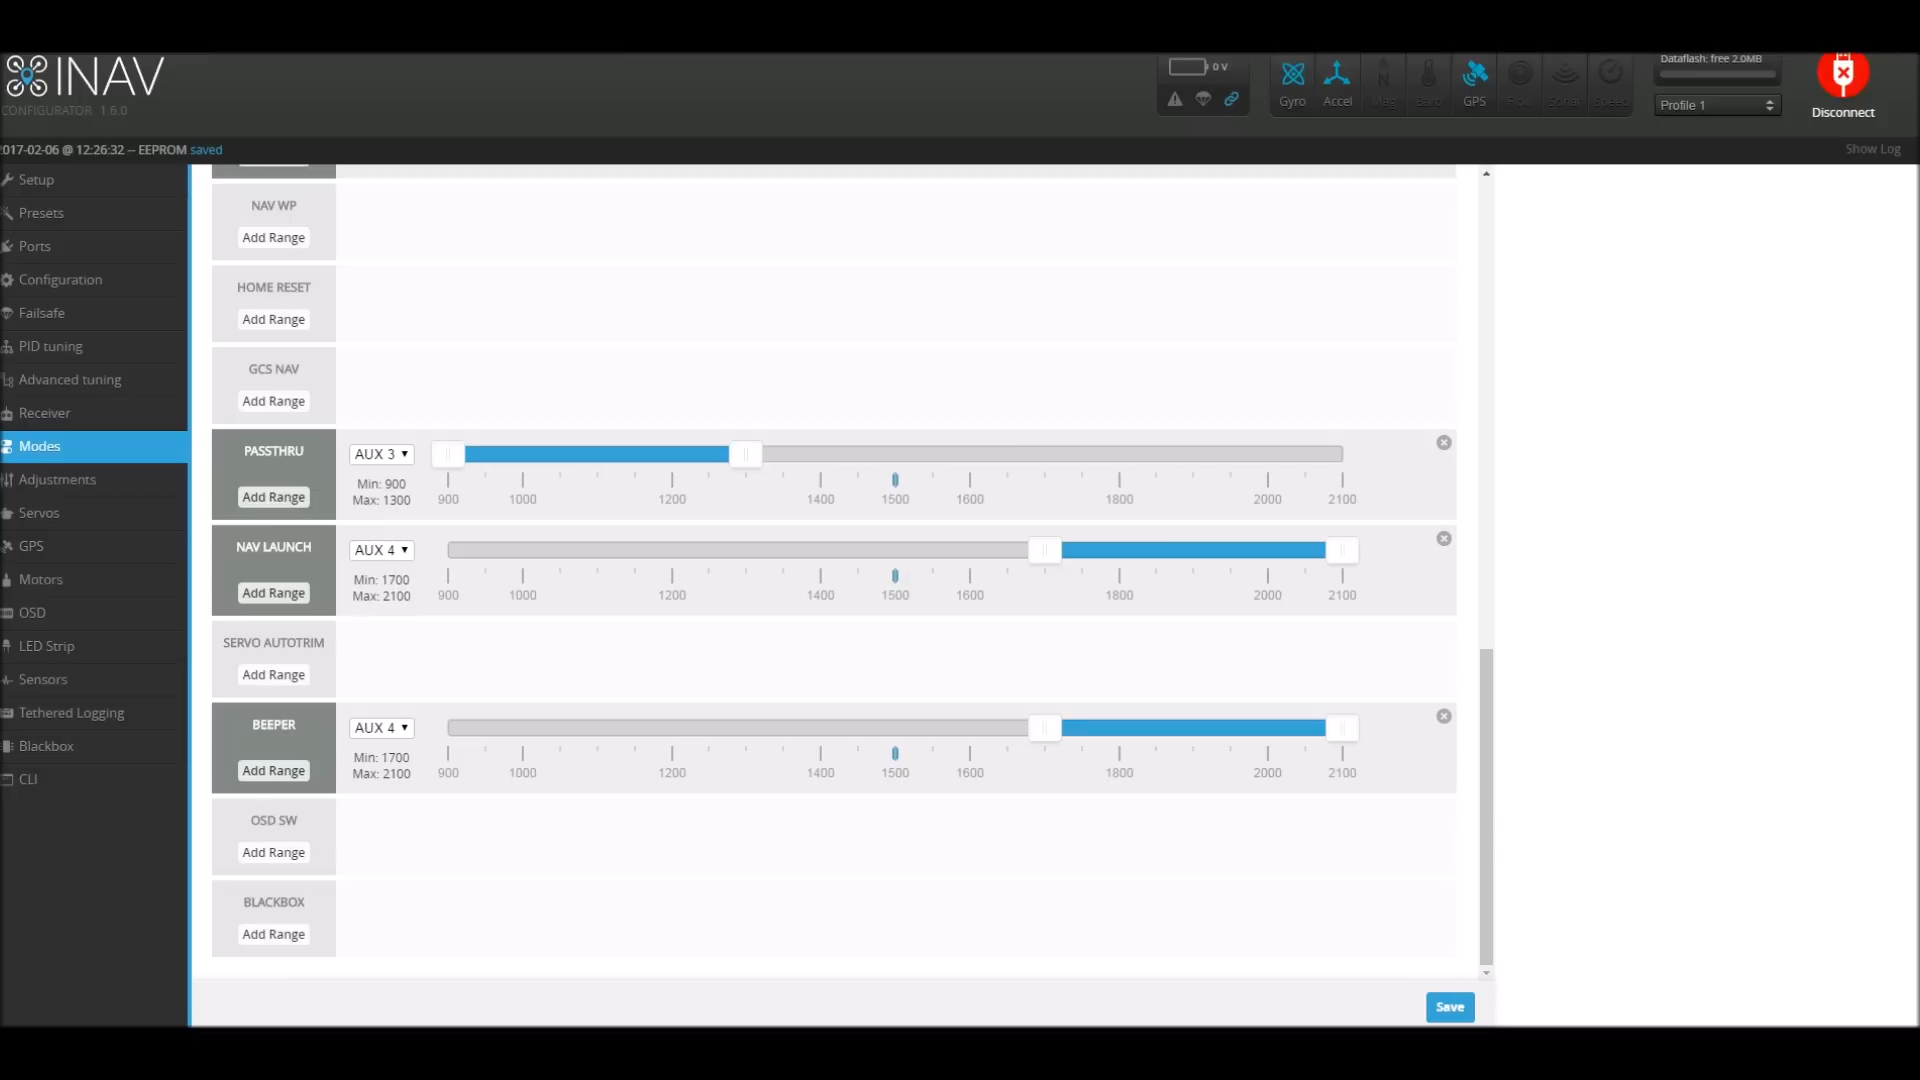 INAV
CONFIGURATOR 1.6.0
0 V
Gyro
Accel
Mag
Baro
GPS
Flow
Sonar
Speed
Dataflash: free 2.0MB
Profile 1
Disconnect
2017-02-06 @ 12:26:32 -- EEPROM saved
Show Log
Setup
Presets
Ports
Configuration
Failsafe
PID tuning
Advanced tuning
Receiver
Modes
Adjustments
Servos
GPS
Motors
OSD
LED Strip
Sensors
Tethered Logging
Blackbox
CLI
NAV WP
Add Range
HOME RESET
Add Range
GCS NAV
Add Range
PASSTHRU
Add Range
AUX 3
Min: 900
Max: 1300
900 1000 1200 1400 1500 1600 1800 2000 2100
NAV LAUNCH
Add Range
AUX 4
Min: 1700
Max: 2100
900 1000 1200 1400 1500 1600 1800 2000 2100
SERVO AUTOTRIM
Add Range
BEEPER
Add Range
AUX 4
Min: 1700
Max: 2100
900 1000 1200 1400 1500 1600 1800 2000 2100
OSD SW
Add Range
BLACKBOX
Add Range
Save